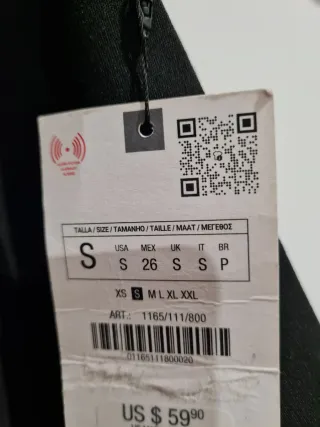 TALLA / SIZE / TAMANHO / TAILLE / MAAT / ΜΕΓΕΘΟΣ
S
USA MEX UK IT BR
S 26 S S P
XS S M L XL XXL
ART.: 1165/111/800
01165111800020
US $ 59.90